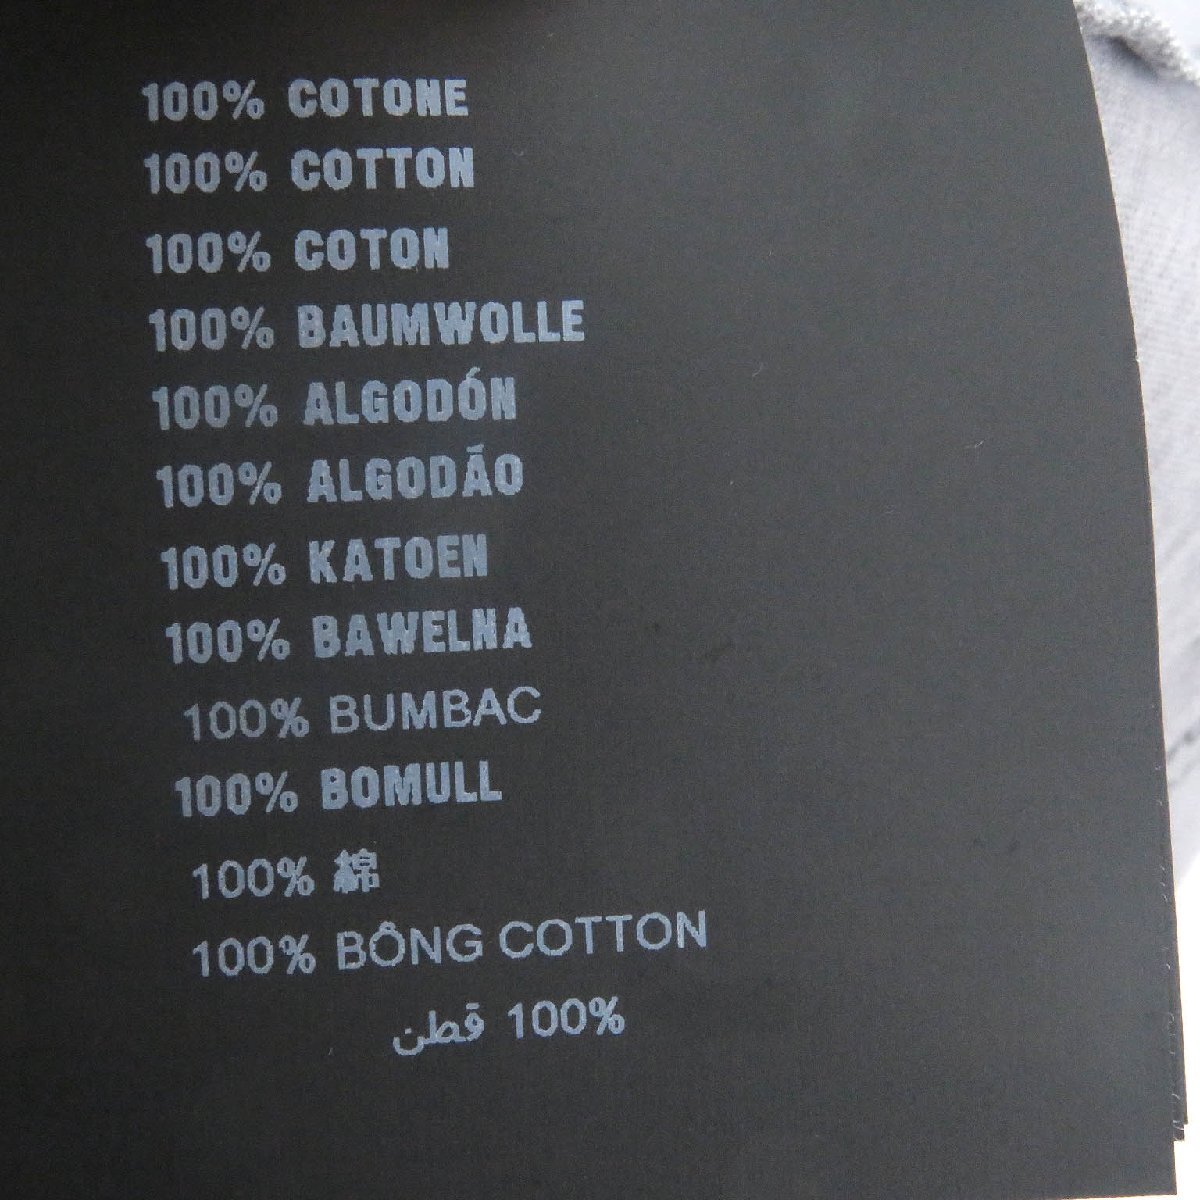 100% COTONE
100% COTTON
100% COTON
100% BAUMWOLLE
100% ALGODÓN
100% ALGODÃO
100% KATOEN
100% BAWELNA
100% BUMBAC
100% BOMULL
100% 綿
100% BÔNG COTTON
100% قطن